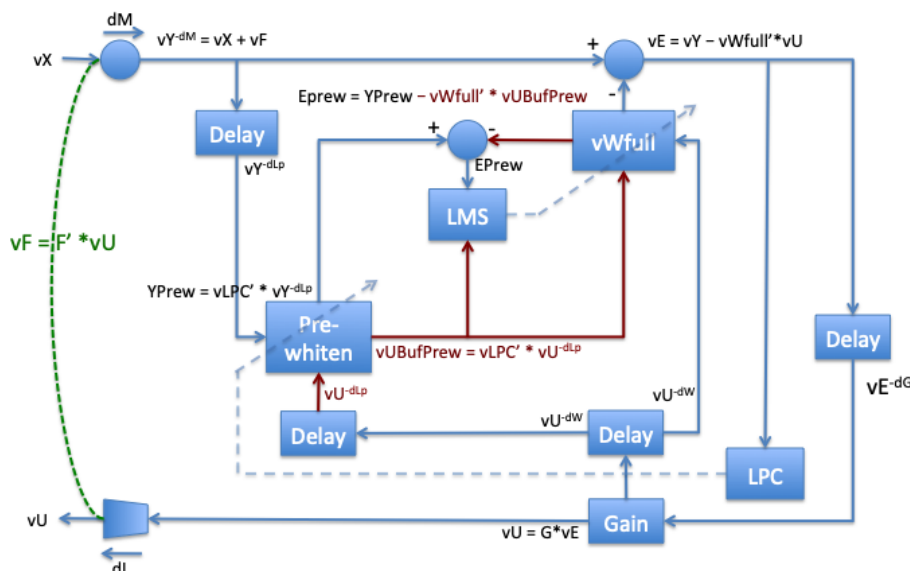 dM
vX
vY-dM = vX + vF
+
vE = vY – vWfull'*vU
-
Eprew = YPrew – vWfull' * vUBufPrew
Delay
+
-
vWfull
EPrew
vY-dLp
LMS
vF = F' *vU
YPrew = vLPC' * vY-dLp
Pre-
whiten
vUBufPrew = vLPC' * vU-dLp
Delay
vE-dG
vU-dLp
vU-dW
vU-dW
Delay
Delay
LPC
vU
Gain
vU = G*vE